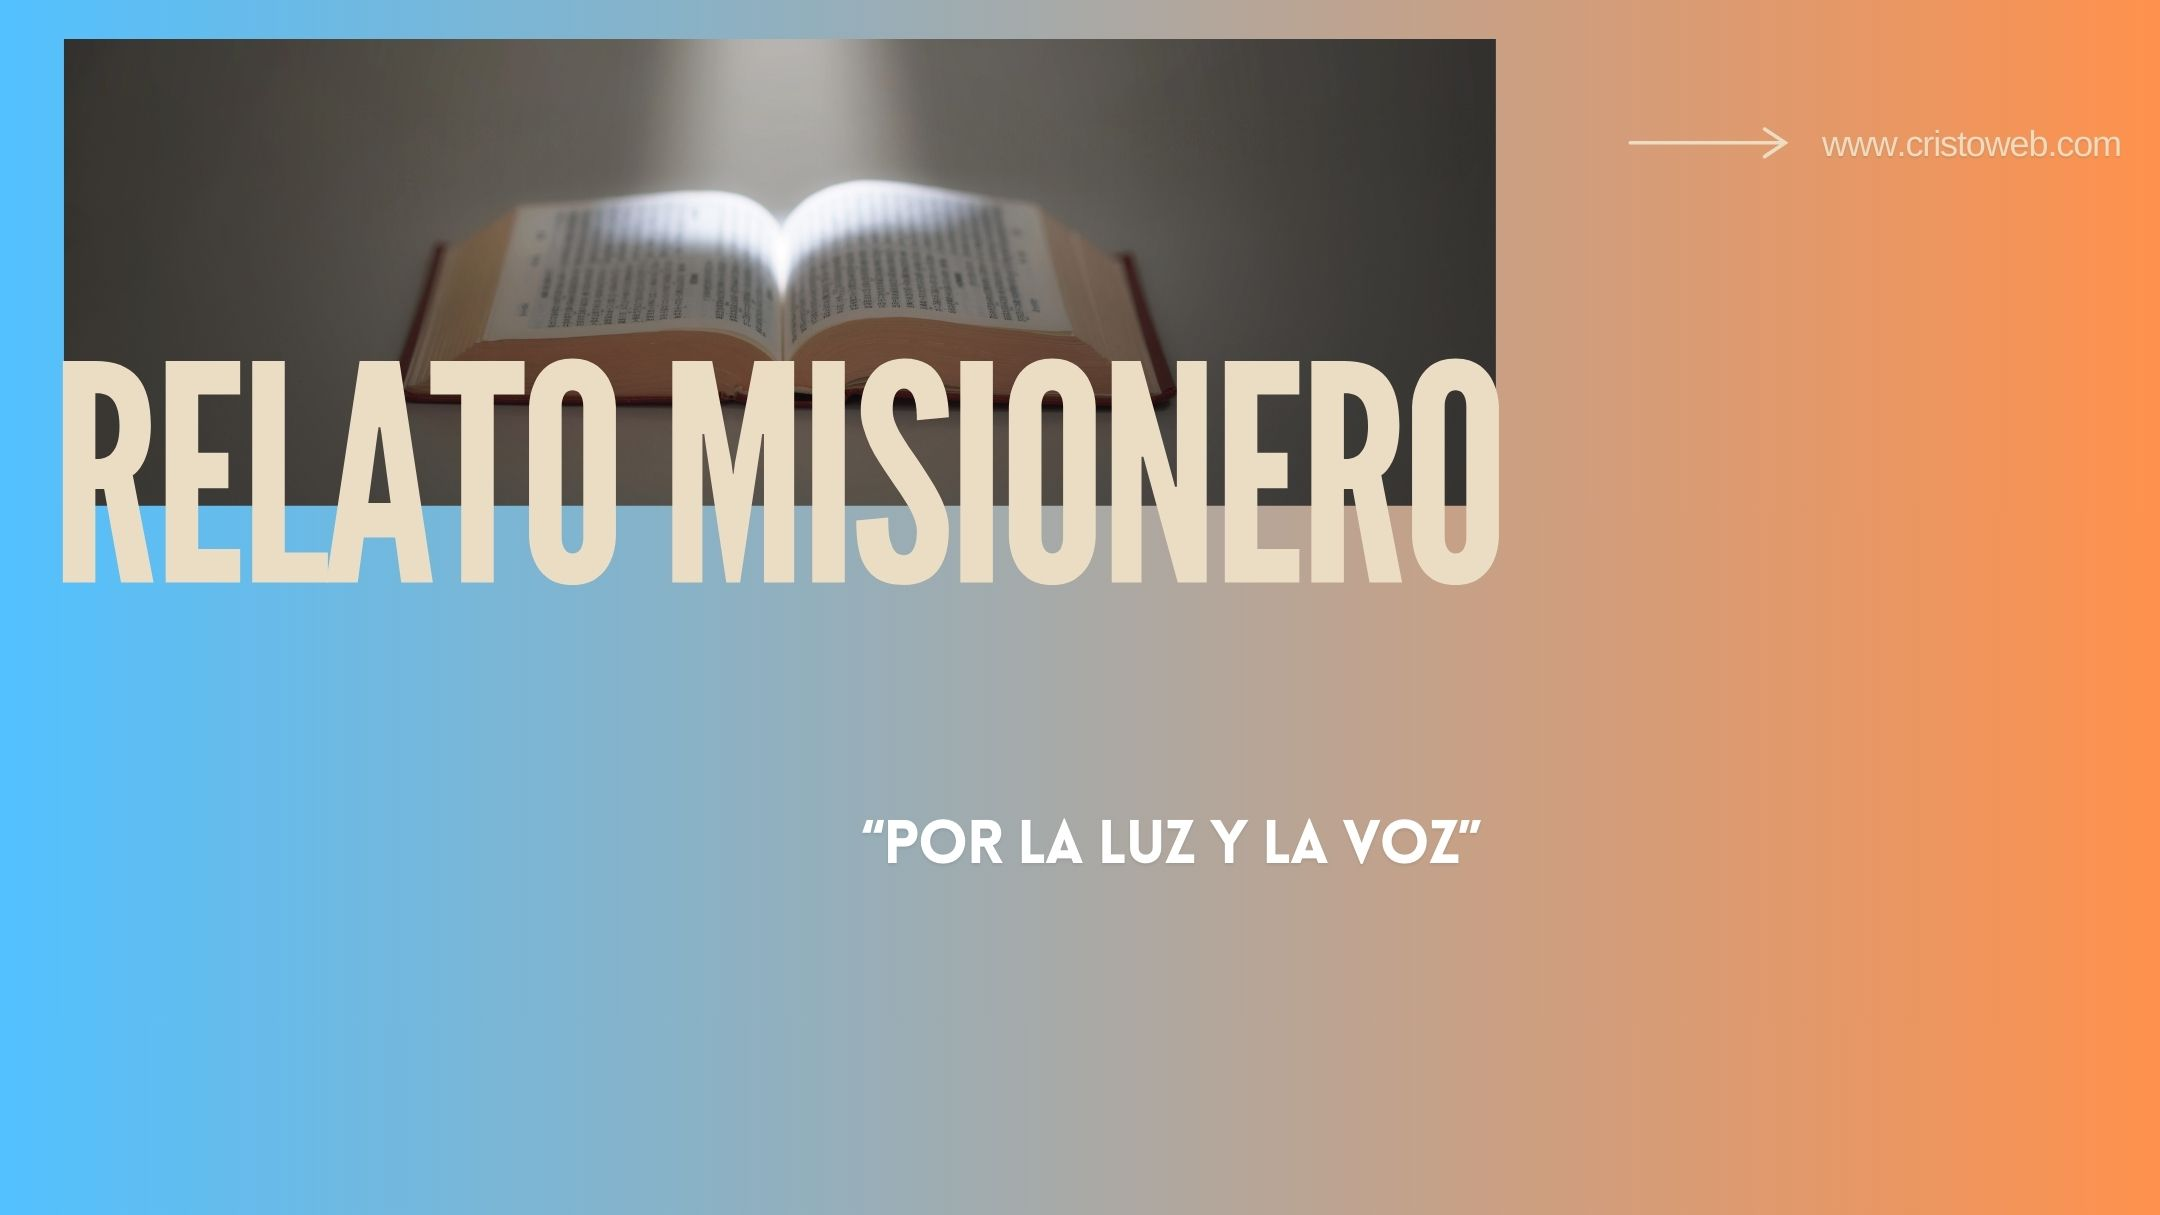 www.cristoweb.com
RELATO MISIONERO
“POR LA LUZ Y LA VOZ”